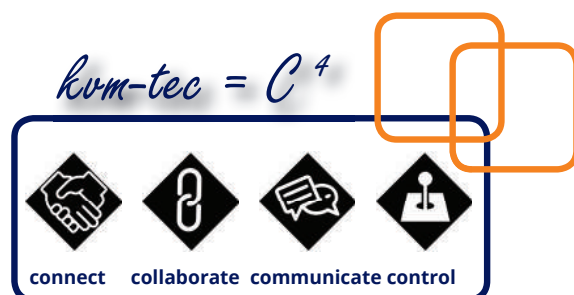 kvm-tec = C⁴
connect collaborate communicate control